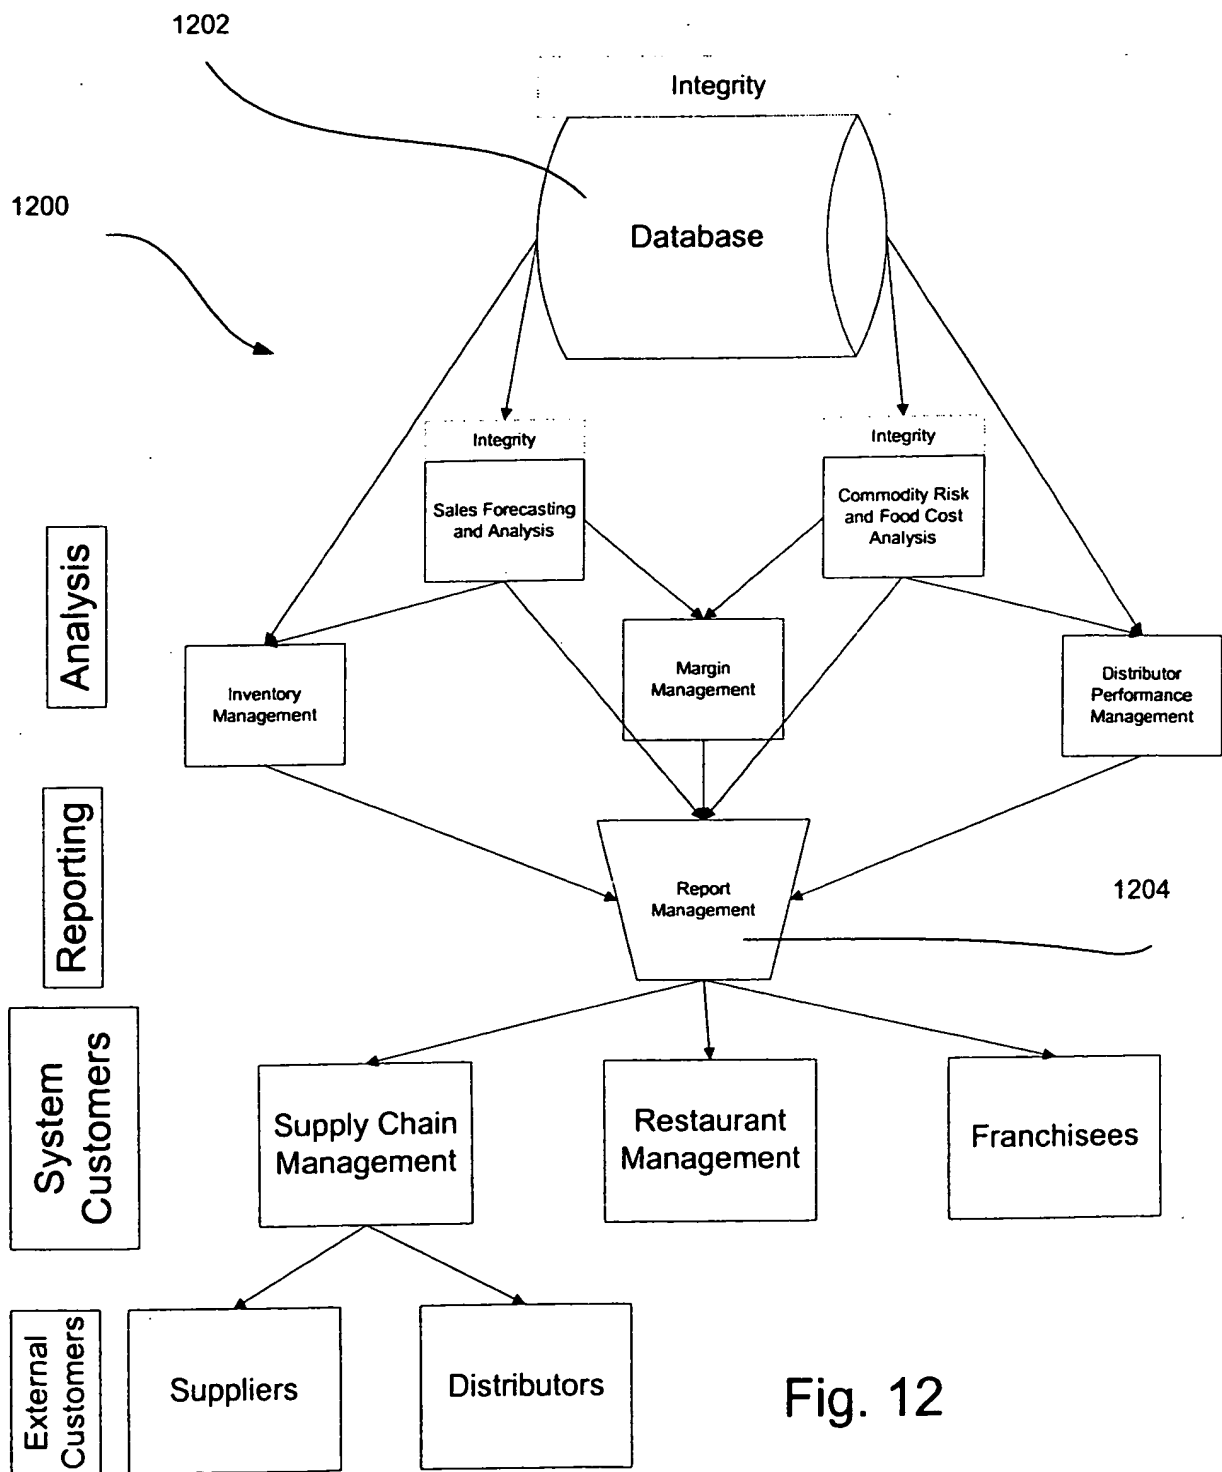 1202
Integrity
1200
Database
Integrity
Integrity
Sales Forecasting
and Analysis
Commodity Risk
and Food Cost
Analysis
Analysis
Inventory
Management
Margin
Management
Distributor
Performance
Management
Reporting
Report
Management
1204
System
Customers
Supply Chain
Management
Restaurant
Management
Franchisees
External
Customers
Suppliers
Distributors
Fig. 12